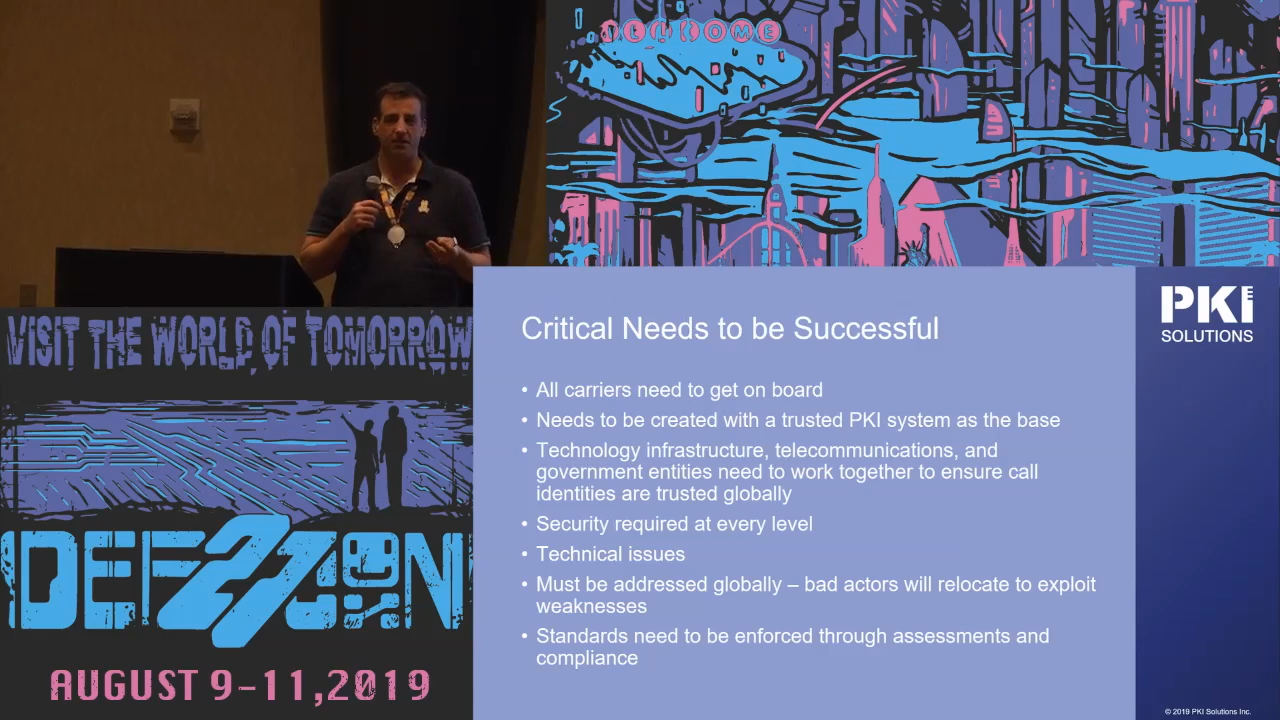 WELCOME
VISIT THE WORLD OF TOMORROW
DEF 27 CON
AUGUST 9-11,2019
PKI
SOLUTIONS
Critical Needs to be Successful
• All carriers need to get on board
• Needs to be created with a trusted PKI system as the base
• Technology infrastructure, telecommunications, and
government entities need to work together to ensure call
identities are trusted globally
• Security required at every level
• Technical issues
• Must be addressed globally – bad actors will relocate to exploit
weaknesses
• Standards need to be enforced through assessments and
compliance
© 2019 PKI Solutions Inc.